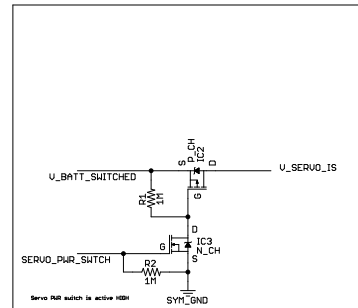 P_CH
IC2
S
D
V_SERVO_IS
V_BATT_SWITCHED
G
R1
1M
D
IC3
N_CH
G
S
SERVO_PWR_SWTCH
R2
1M
SYM_GND
Servo PWR switch is active HIGH